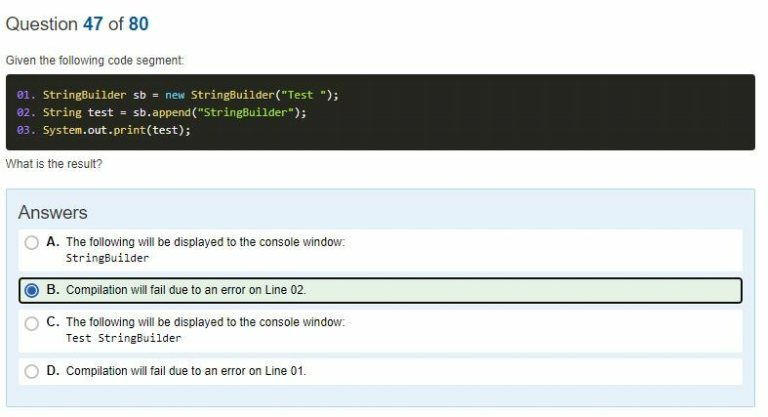 Question 47 of 80
Given the following code segment:
01. StringBuilder sb = new StringBuilder("Test ");
02. String test = sb.append("StringBuilder");
03. System.out.print(test);
What is the result?
Answers
A. The following will be displayed to the console window:
StringBuilder
B. Compilation will fail due to an error on Line 02.
C. The following will be displayed to the console window:
Test StringBuilder
D. Compilation will fail due to an error on Line 01.